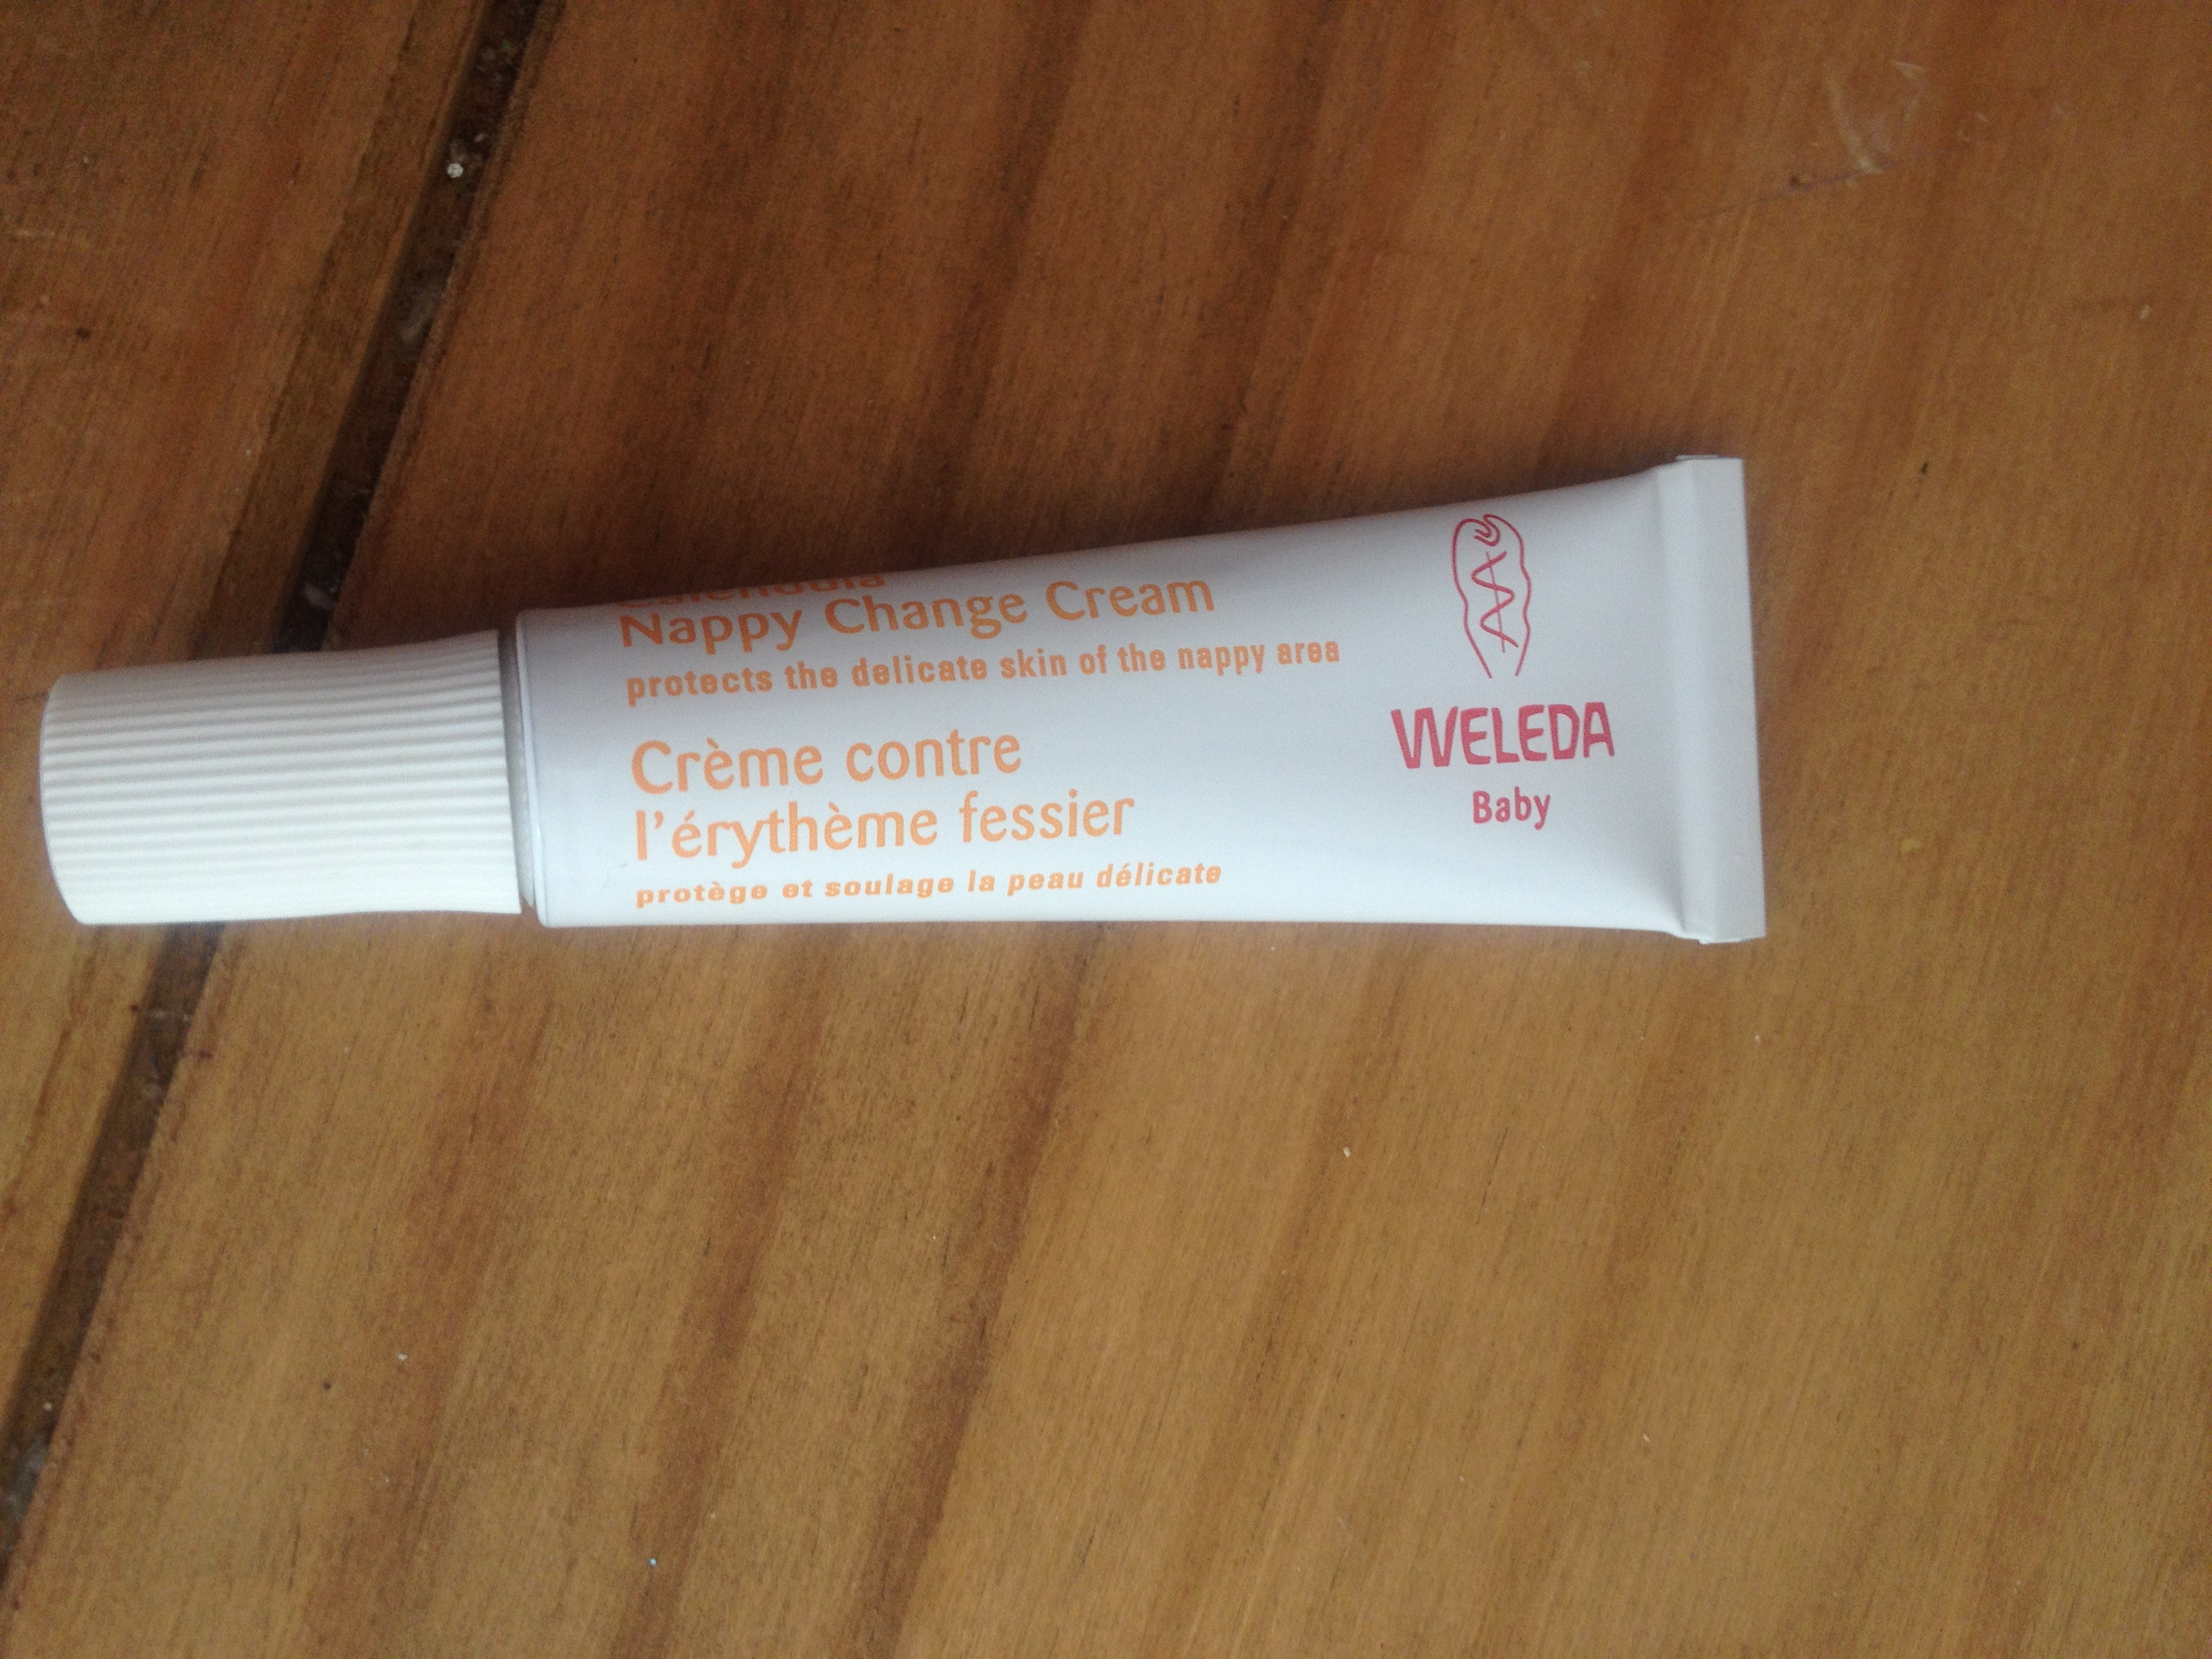 Calendula
Nappy Change Cream
protects the delicate skin of the nappy area
Crème contre
l'érythème fessier
protège et soulage la peau délicate
WELEDA
Baby